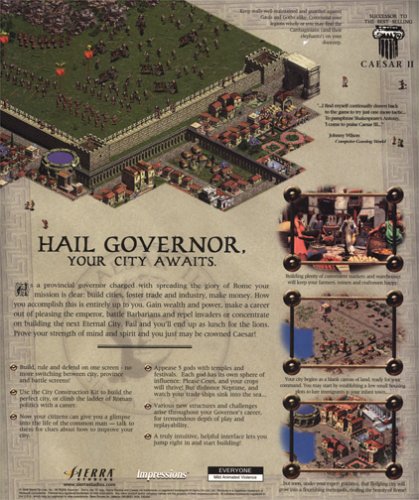 Keep walls well-maintained and guarded against
Gauls and Goths alike. Command your
legions wisely or you may find the
Carthaginians (and their
elephants!) on your
doorstep.
SUCCESSOR TO
THE BEST-SELLING
CAESAR II
"...I find myself continually drawn back
to the game to try just one more tactic...
To paraphrase Shakespeare's Antony,
'I come to praise Caesar III...'"
Johnny Wilson
Computer Gaming World
HAIL GOVERNOR,
YOUR CITY AWAITS.
As a provincial governor charged with spreading the glory of Rome your
mission is clear: build cities, foster trade and industry, make money. How
you accomplish this is entirely up to you. Gain wealth and power, make a career
out of pleasing the emperor, battle Barbarians and repel invaders or concentrate
on building the next Eternal City. Fail and you'll end up as lunch for the lions.
Prove your strength of mind and spirit and you just may be crowned Caesar!
Build, rule and defend on one screen - no
more switching between city, province
and battle screens!
Use the City Construction Kit to build the
perfect city, or climb the ladder of Roman
politics with a career.
Now your citizens can give you a glimpse
into the life of the common man — talk to
them for clues about how to improve your
city.
Appease 5 gods with temples and
festivals. Each god has its own sphere of
influence: Please Ceres, and your crops
will thrive; But dishonor Neptune, and
watch your trade ships sink into the sea...
Various new structures and challenges
arise throughout your Governor's career,
for tremendous depth of play and
replayability.
A truly intuitive, helpful interface lets you
jump right in and start building!
Building plenty of convenient markets and warehouses
will keep your farmers, miners and craftsmen happy.
Your city begins as a blank canvas of land, ready for your
command. You may start by establishing a few small housing
plots to lure immigrants to your infant town...
...but soon, under your expert guidance, that fledgling colony will
grow into a flourishing metropolis, rivaling the beauty of Rome!
SIERRA
STUDIOS
www.sierrastudios.com
Impressions
EVERYONE
Mild Animated Violence